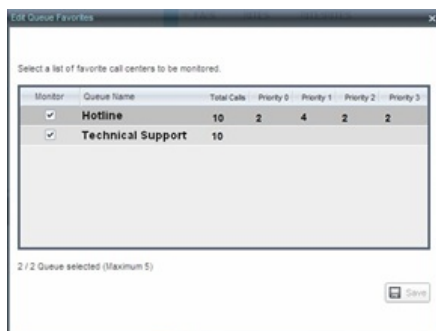 Edit Queue Favorites
Select a list of favorite call centers to be monitored.
Monitor Queue Name Total Calls Priority 0 Priority 1 Priority 2 Priority 3
Hotline 10 2 4 2 2
Technical Support 10
2 / 2 Queue selected (Maximum 5)
Save